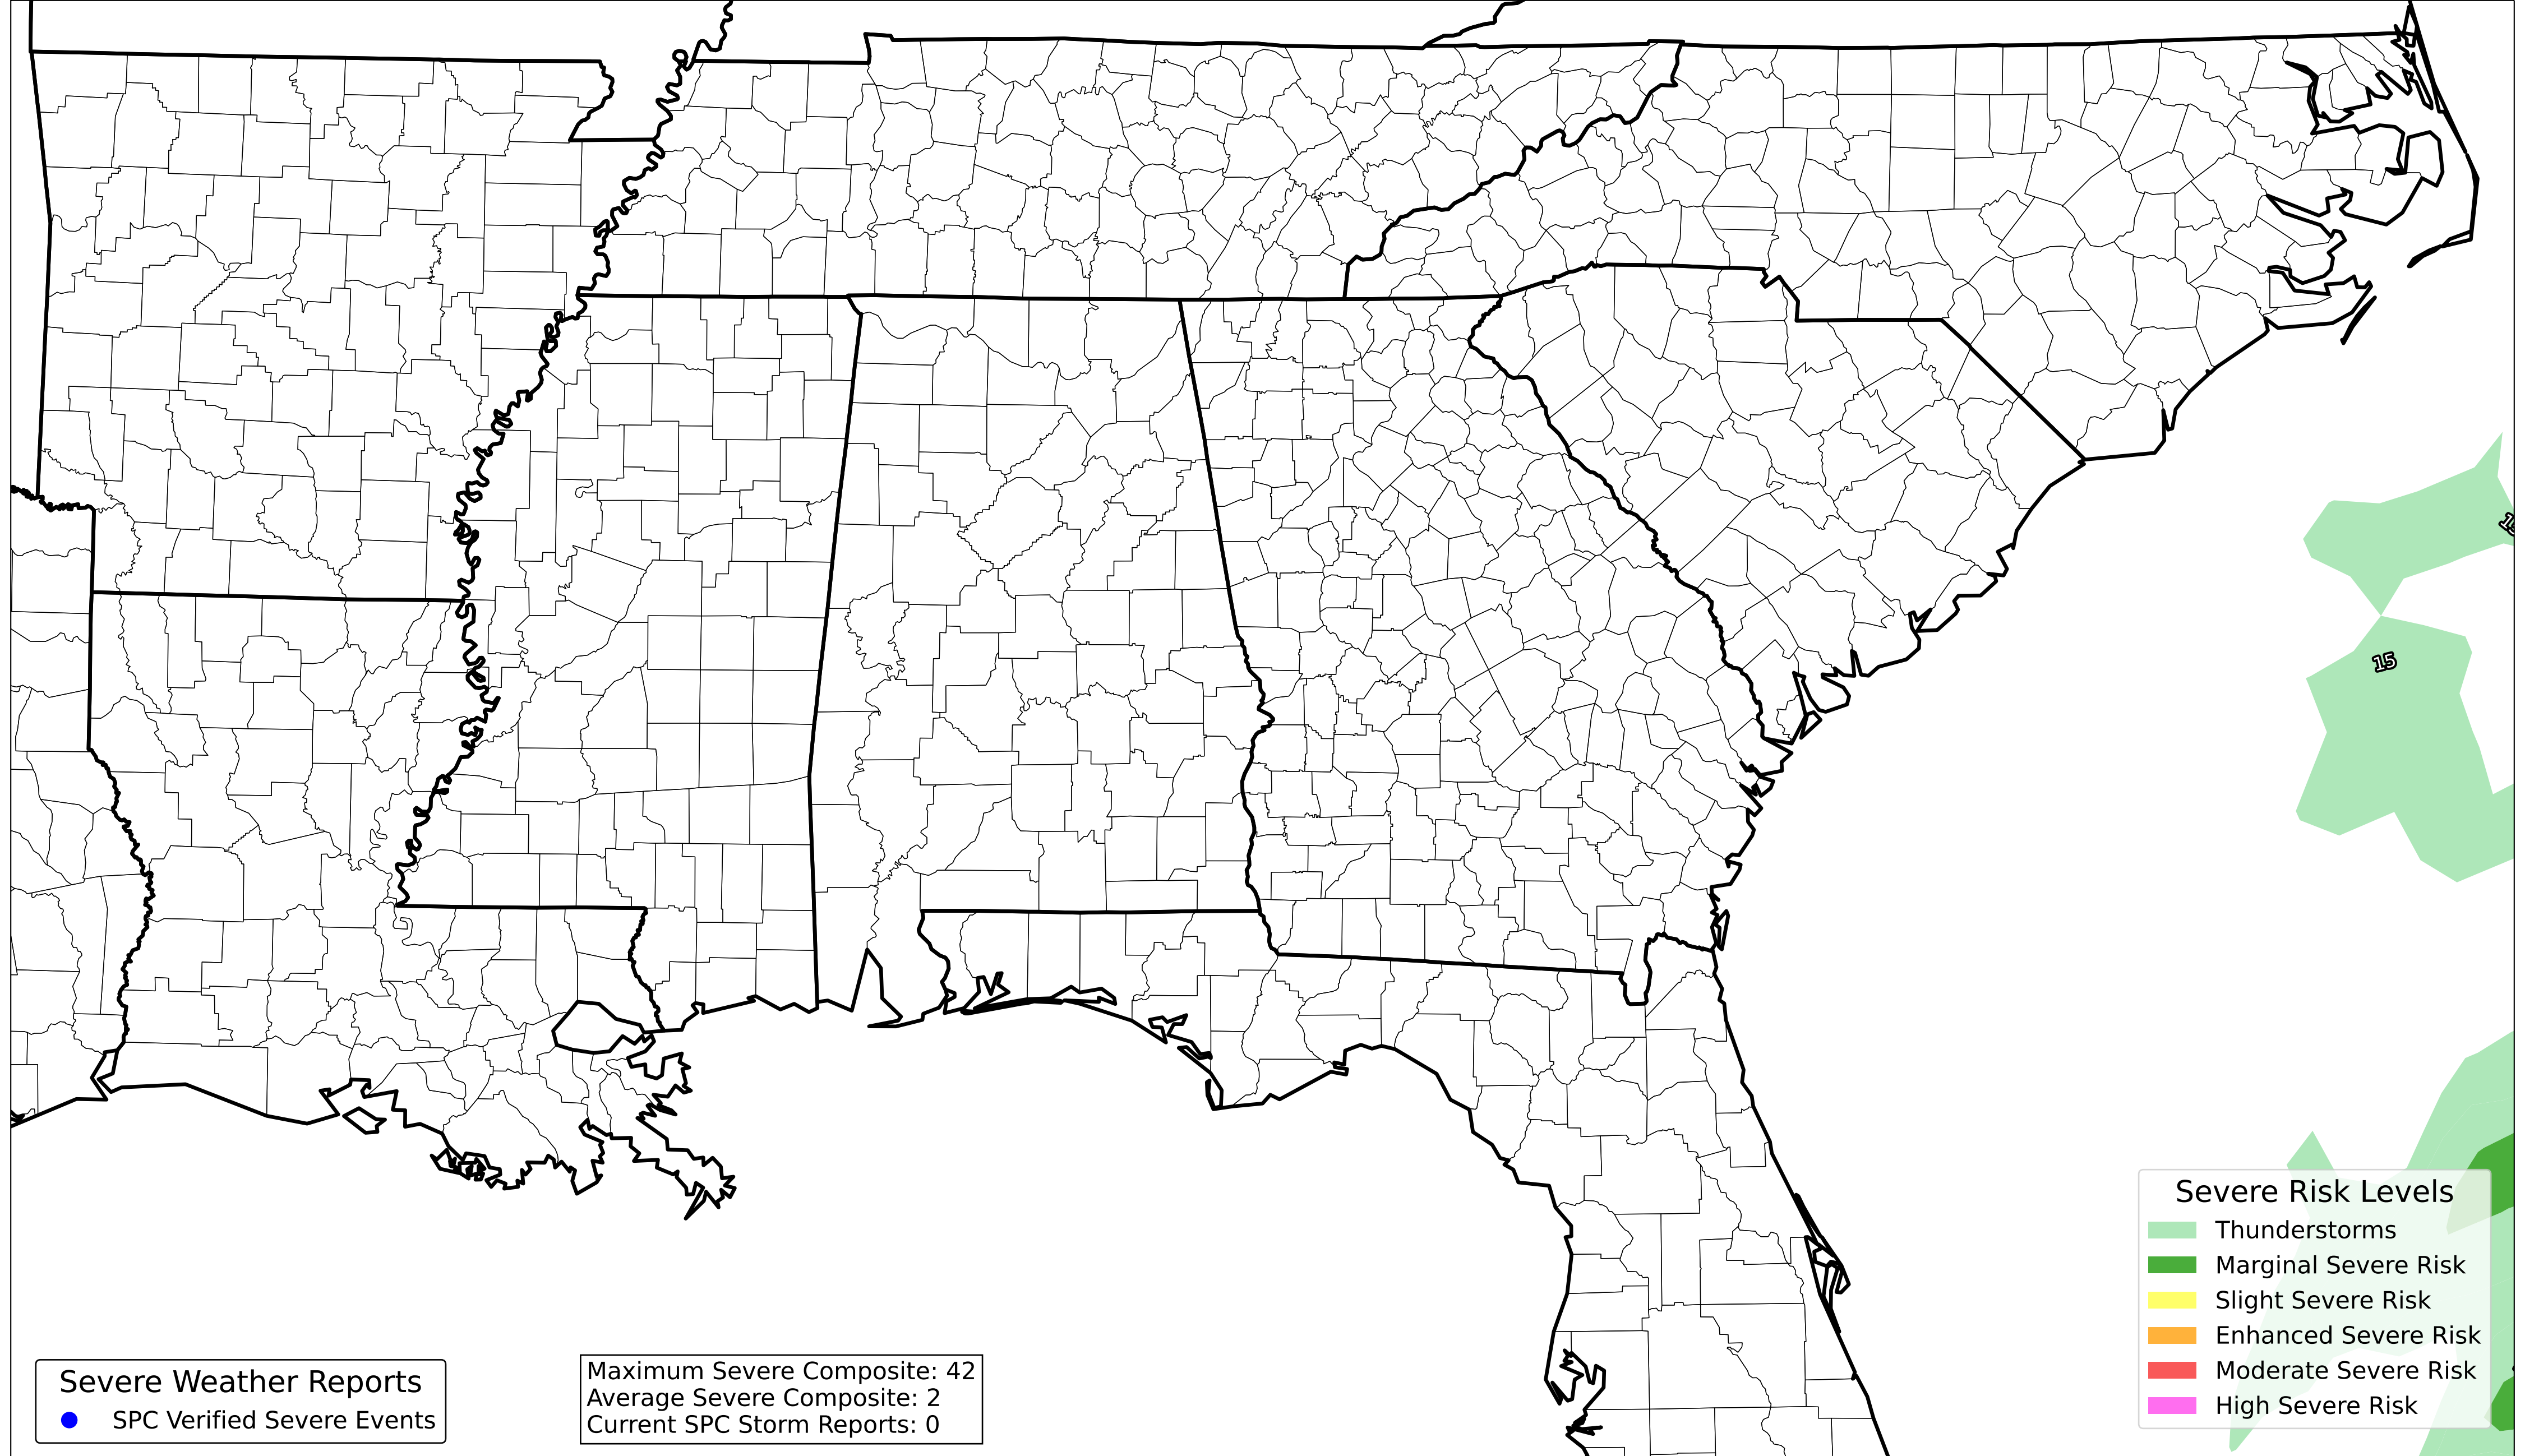 15
Severe Risk Levels
Thunderstorms
Marginal Severe Risk
Slight Severe Risk
Enhanced Severe Risk
Moderate Severe Risk
High Severe Risk
Severe Weather Reports
SPC Verified Severe Events
Maximum Severe Composite: 42
Average Severe Composite: 2
Current SPC Storm Reports: 0